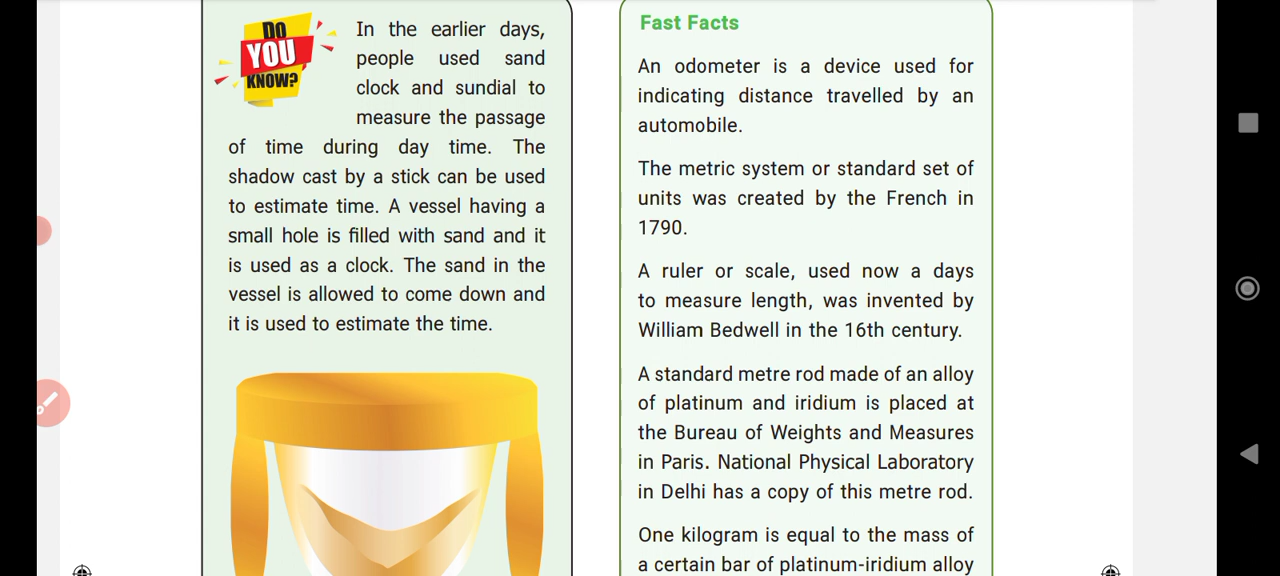 DO
YOU
KNOW?
In the earlier days,
people used sand
clock and sundial to
measure the passage
of time during day time. The
shadow cast by a stick can be used
to estimate time. A vessel having a
small hole is filled with sand and it
is used as a clock. The sand in the
vessel is allowed to come down and
it is used to estimate the time.
Fast Facts
An odometer is a device used for
indicating distance travelled by an
automobile.
The metric system or standard set of
units was created by the French in
1790.
A ruler or scale, used now a days
to measure length, was invented by
William Bedwell in the 16th century.
A standard metre rod made of an alloy
of platinum and iridium is placed at
the Bureau of Weights and Measures
in Paris. National Physical Laboratory
in Delhi has a copy of this metre rod.
One kilogram is equal to the mass of
a certain bar of platinum-iridium alloy